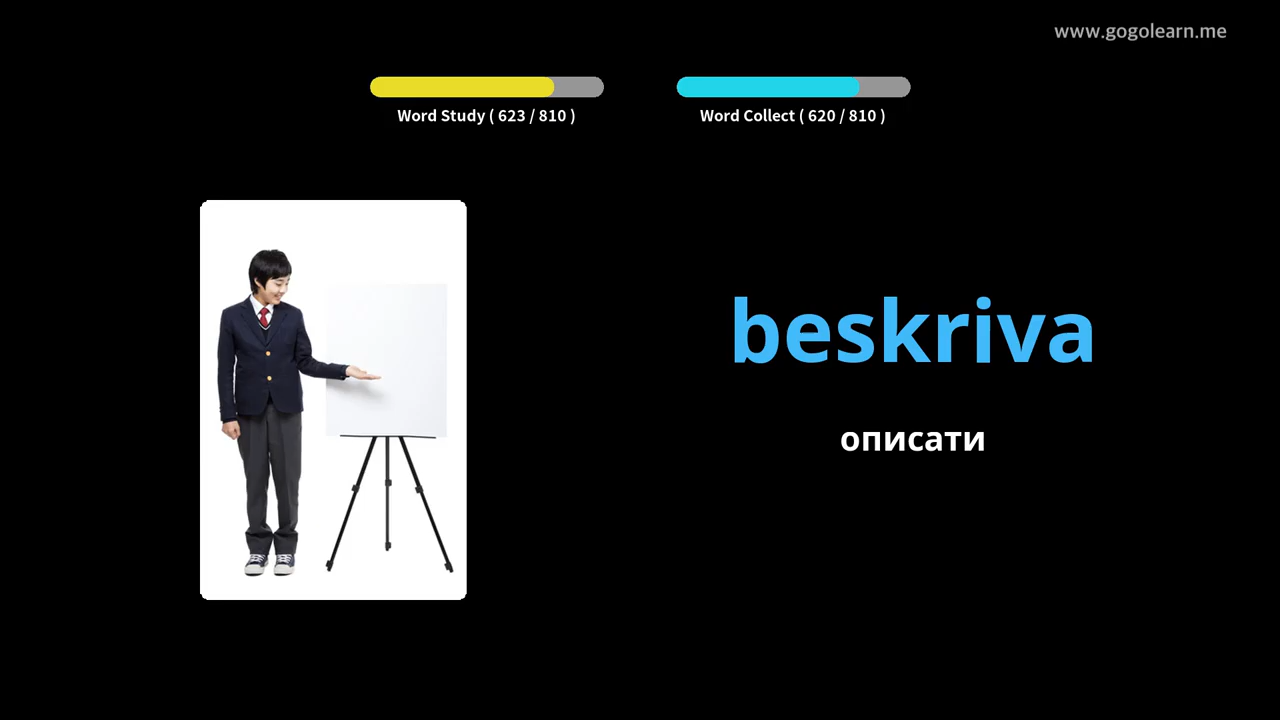 www.gogolearn.me
Word Study ( 623 / 810 )
Word Collect ( 620 / 810 )
beskriva
описати